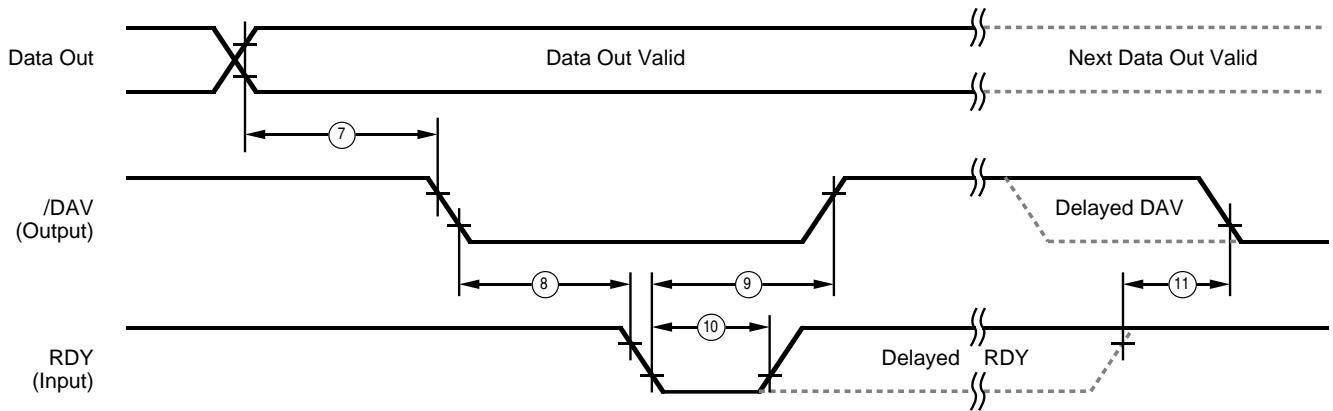 Data Out
Data Out Valid
Next Data Out Valid
7
/DAV
(Output)
Delayed DAV
8
9
11
10
RDY
(Input)
Delayed RDY